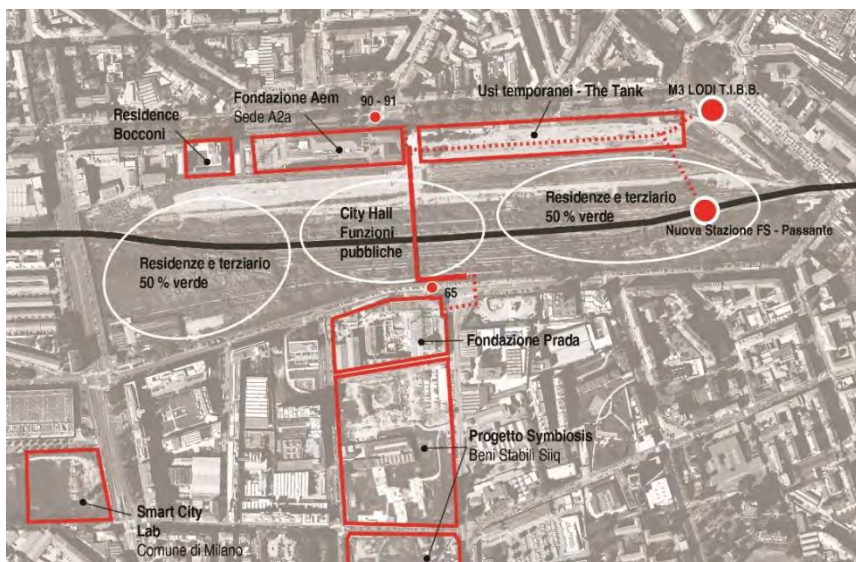 90 - 91
Fondazione Aem
Sede A2a
Residence
Bocconi
Usi temporanei - The Tank
M3 LODI T.I.B.B.
City Hall
Funzioni
pubbliche
Residenze e terziario
50 % verde
Nuova Stazione FS - Passante
Residenze e terziario
50 % verde
65
Fondazione Prada
Progetto Symbiosis
Beni Stabili Siiq
Smart City
Lab
Comune di Milano